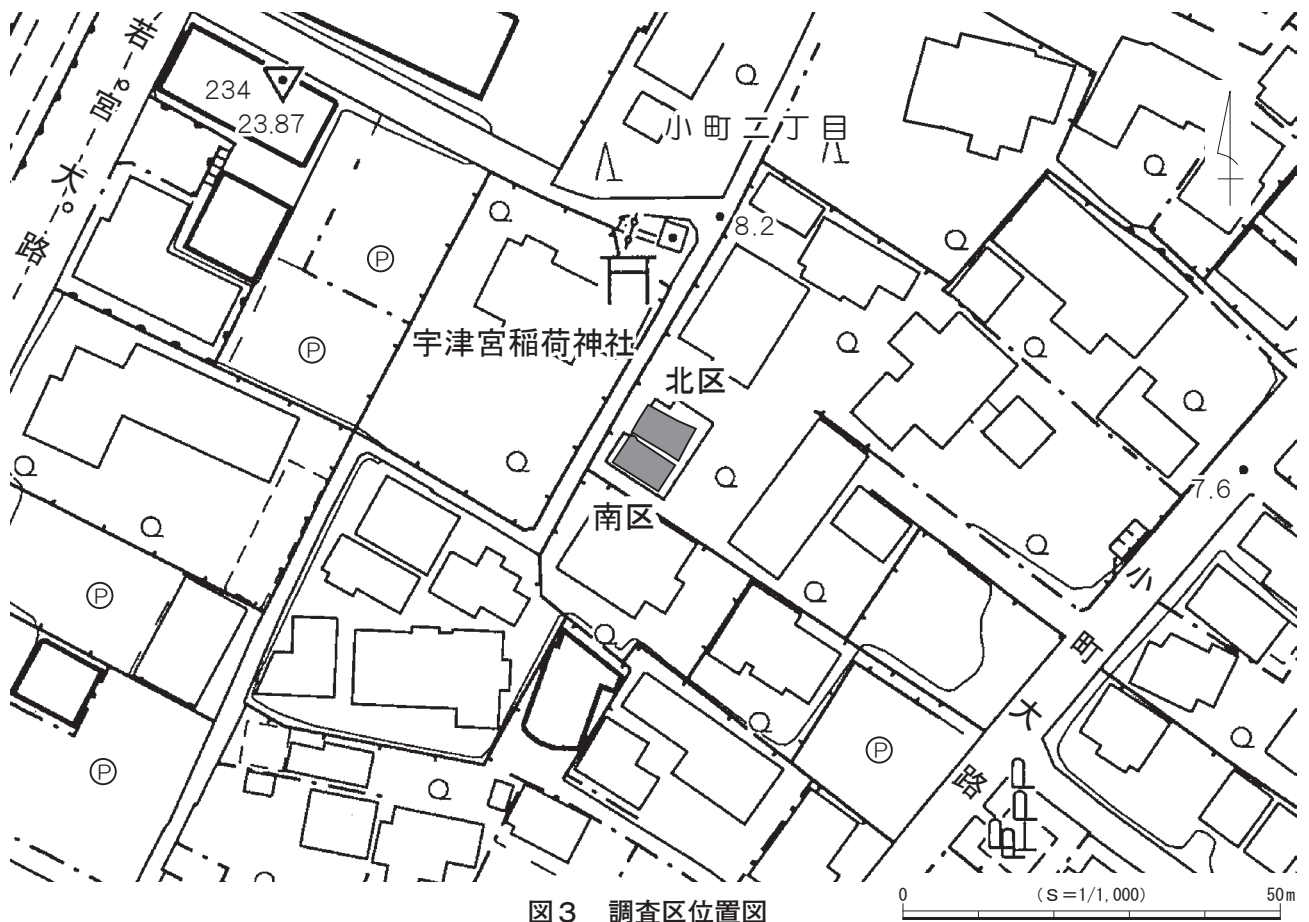 若宮大路
234
23.87
小町二丁目
8.2
Ⓟ
Ⓟ
宇津宮稲荷神社
北区
南区
7.6
Ⓟ
Ⓟ
Ⓟ
小町大路
図3 調査区位置図
0 (S=1/1,000) 50m